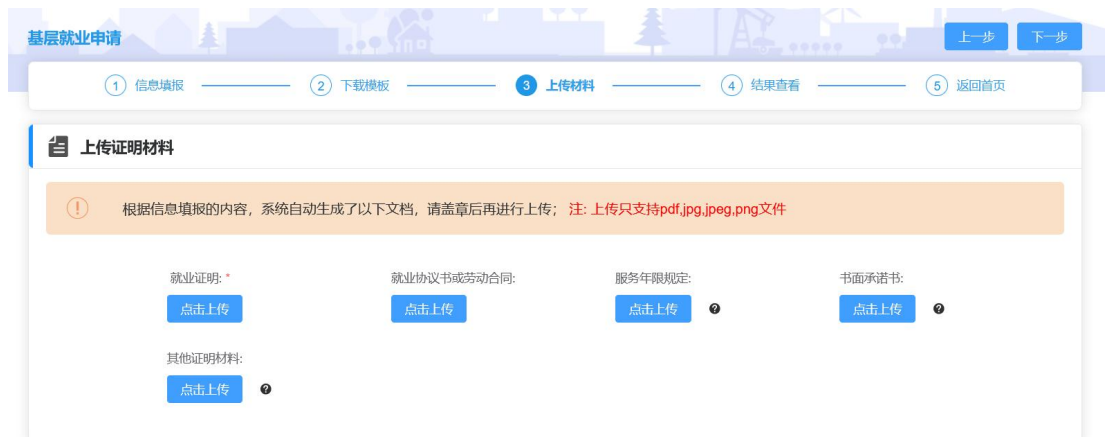 基层就业申请
上一步 下一步
1 信息填报 2 下载模板 3 上传材料 4 结果查看 5 返回首页
上传证明材料
根据信息填报的内容，系统自动生成了以下文档，请盖章后再进行上传； 注: 上传只支持pdf,jpg,jpeg,png文件
就业证明: * 就业协议书或劳动合同: 服务年限规定: 书面承诺书:
点击上传 点击上传 点击上传 ? 点击上传 ?
其他证明材料:
点击上传 ?